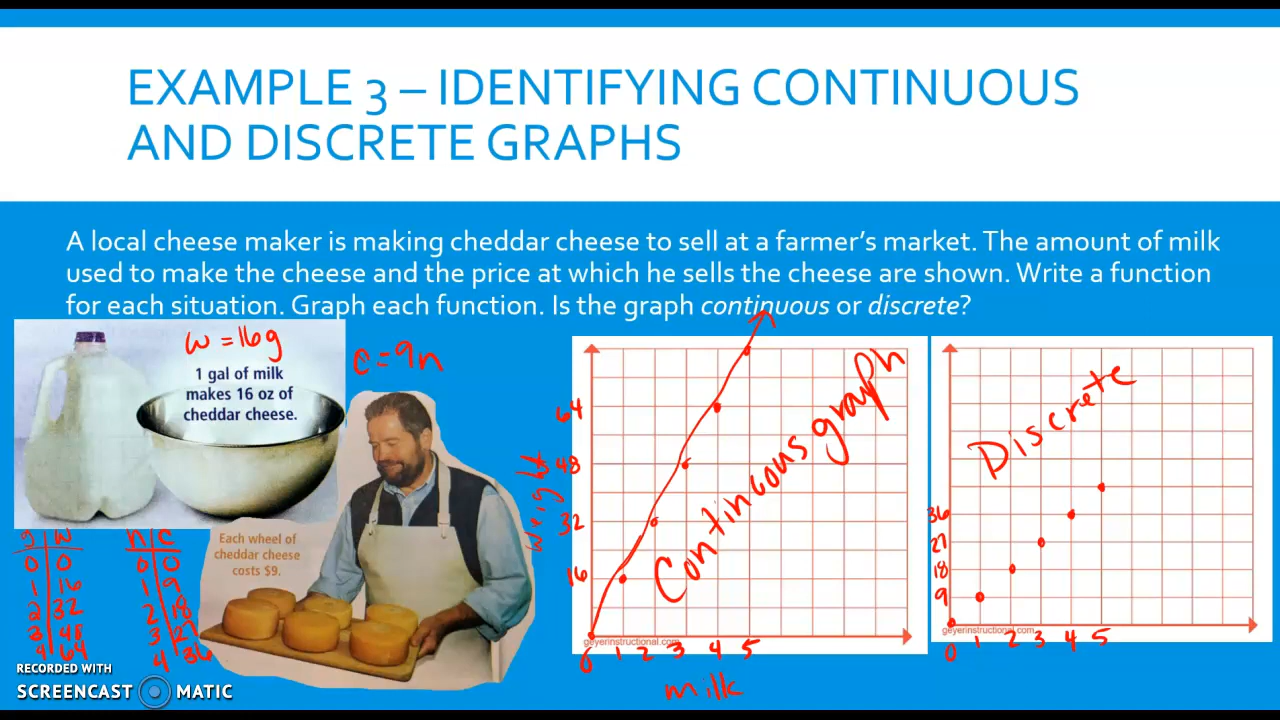 EXAMPLE 3 – IDENTIFYING CONTINUOUS
AND DISCRETE GRAPHS
A local cheese maker is making cheddar cheese to sell at a farmer's market. The amount of milk
used to make the cheese and the price at which he sells the cheese are shown. Write a function
for each situation. Graph each function. Is the graph continuous or discrete?
w = 16g
1 gal of milk
makes 16 oz of
cheddar cheese.
c = 9n
Each wheel of
cheddar cheese
costs $9.
g w
0 0
1 16
2 32
3 48
4 64
n c
0 0
1 9
2 18
3 27
4 36
weight
64
48
32
16
Continuous graph
geyerinstructional.com
0 1 2 3 4 5
milk
Discrete
36
27
18
9
geyerinstructional.com
0 1 2 3 4 5
RECORDED WITH
SCREENCAST MATIC